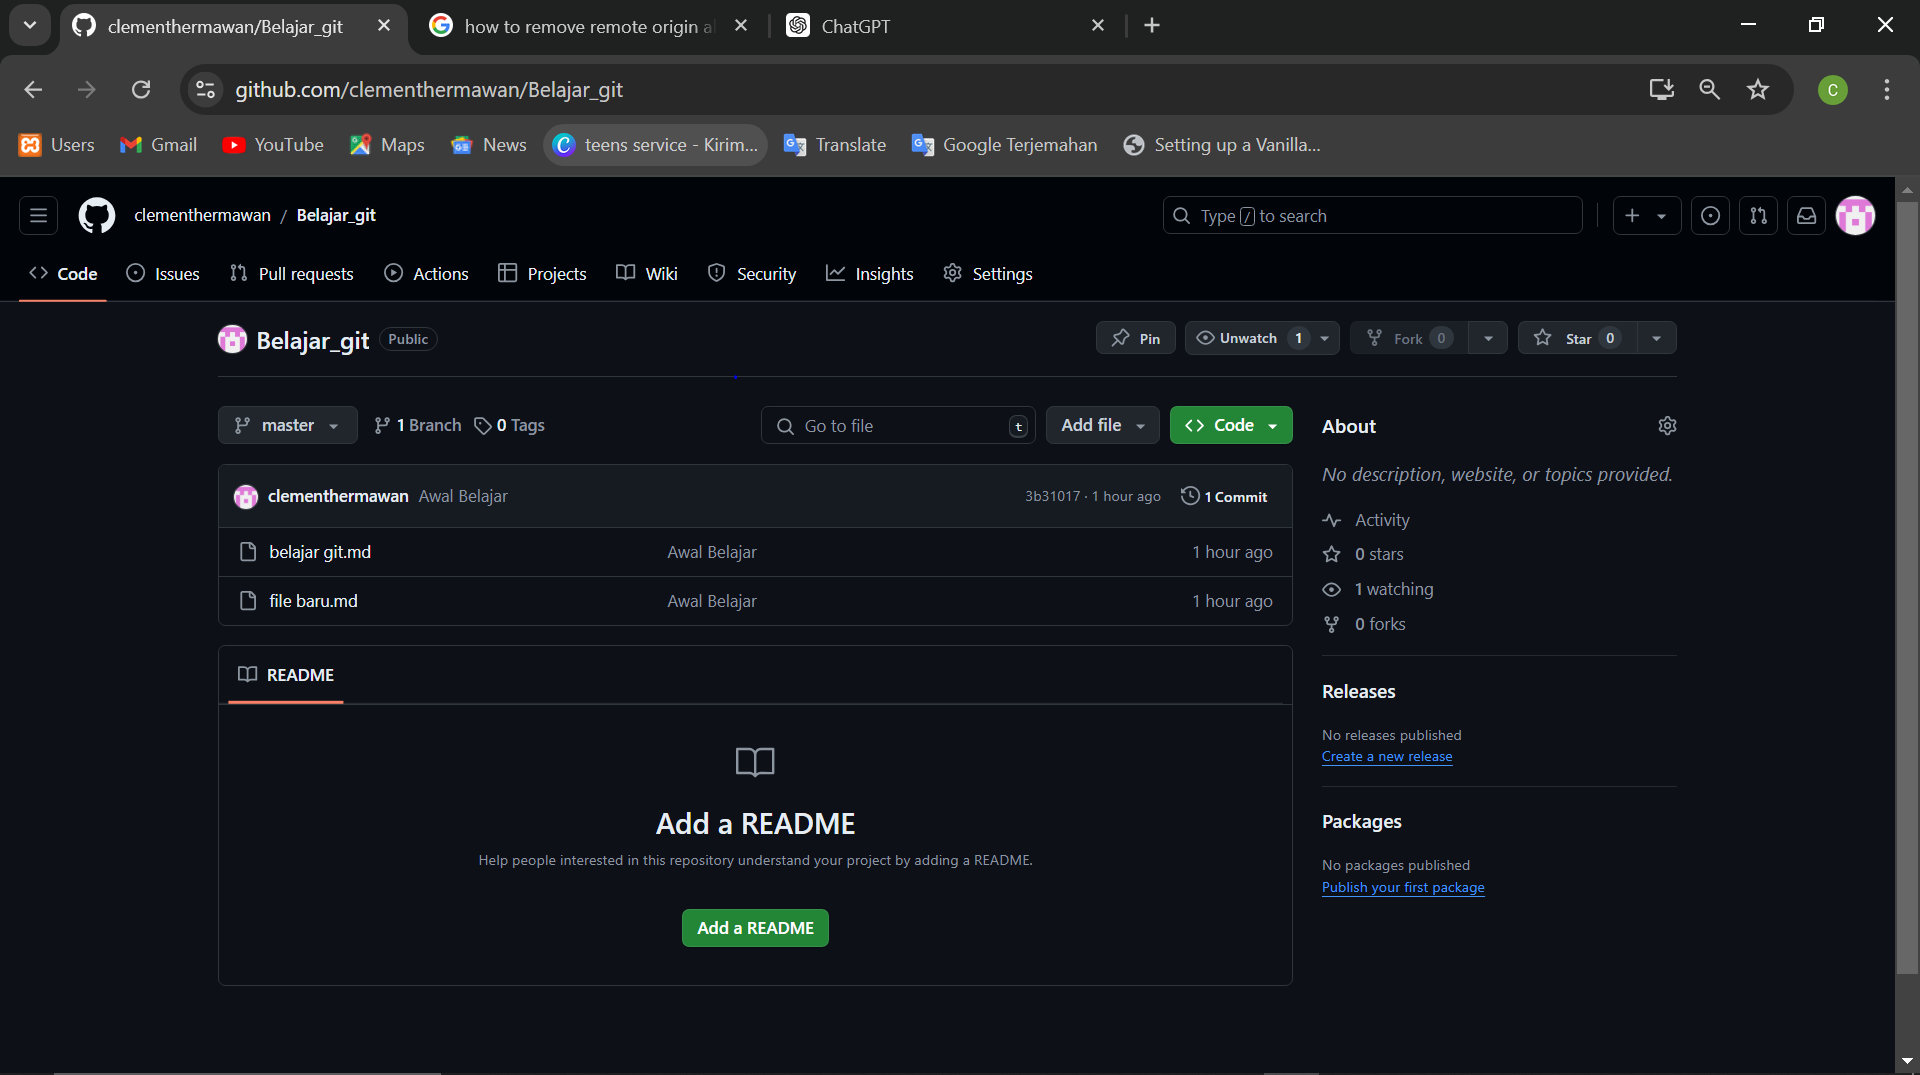 clementhermawan/Belajar_git
how to remove remote origin al
ChatGPT
github.com/clementhermawan/Belajar_git
C
Users
Gmail
YouTube
Maps
News
teens service - Kirim...
Translate
Google Terjemahan
Setting up a Vanilla...
clementhermawan / Belajar_git
Type / to search
Code
Issues
Pull requests
Actions
Projects
Wiki
Security
Insights
Settings
Belajar_git Public
Pin
Unwatch 1
Fork 0
Star 0
master
1 Branch
0 Tags
Go to file t
Add file
Code
clementhermawan Awal Belajar
3b31017 · 1 hour ago
1 Commit
belajar git.md
Awal Belajar
1 hour ago
file baru.md
Awal Belajar
1 hour ago
README
Add a README
Help people interested in this repository understand your project by adding a README.
Add a README
About
No description, website, or topics provided.
Activity
0 stars
1 watching
0 forks
Releases
No releases published
Create a new release
Packages
No packages published
Publish your first package